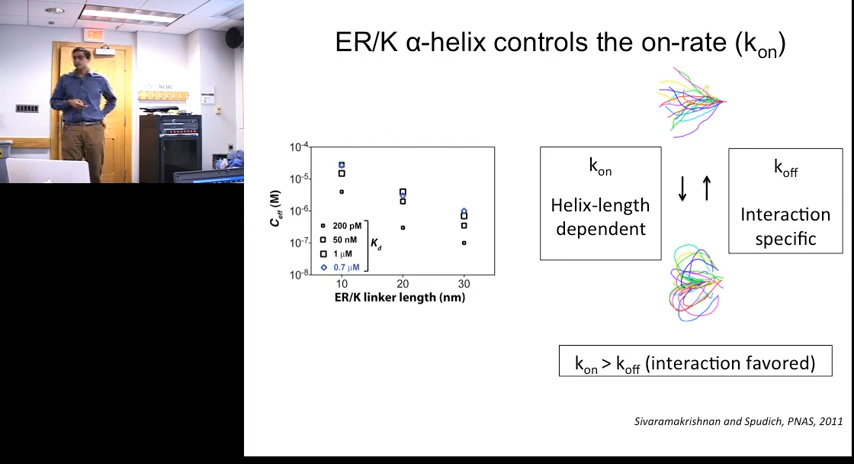 ER/K α-helix controls the on-rate (kon)
10-4
10-5
10-6
10-7
10-8
Ceff (M)
200 pM
50 nM
1 μM
0.7 μM
Kd
10
20
30
ER/K linker length (nm)
kon
Helix-length
dependent
koff
Interaction
specific
kon > koff (interaction favored)
Sivaramakrishnan and Spudich, PNAS, 2011